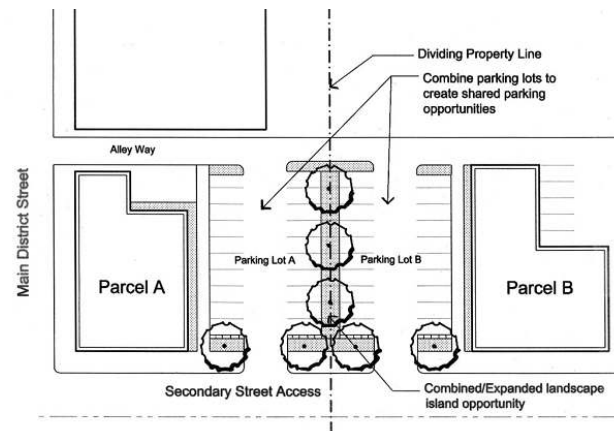 Dividing Property Line
Combine parking lots to
create shared parking
opportunities
Alley Way
Main District Street
Parking Lot A
Parking Lot B
Parcel A
Parcel B
Secondary Street Access
Combined/Expanded landscape
island opportunity